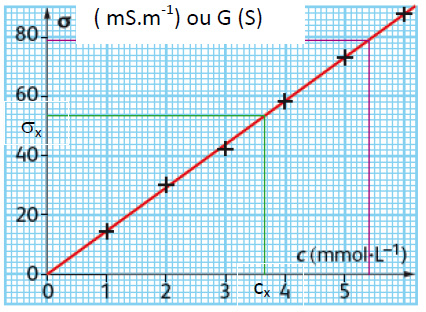 σ ( mS.m-1) ou G (S)
80
60
σx
40
20
0
c (mmol·L-1)
0 1 2 3 cx 4 5